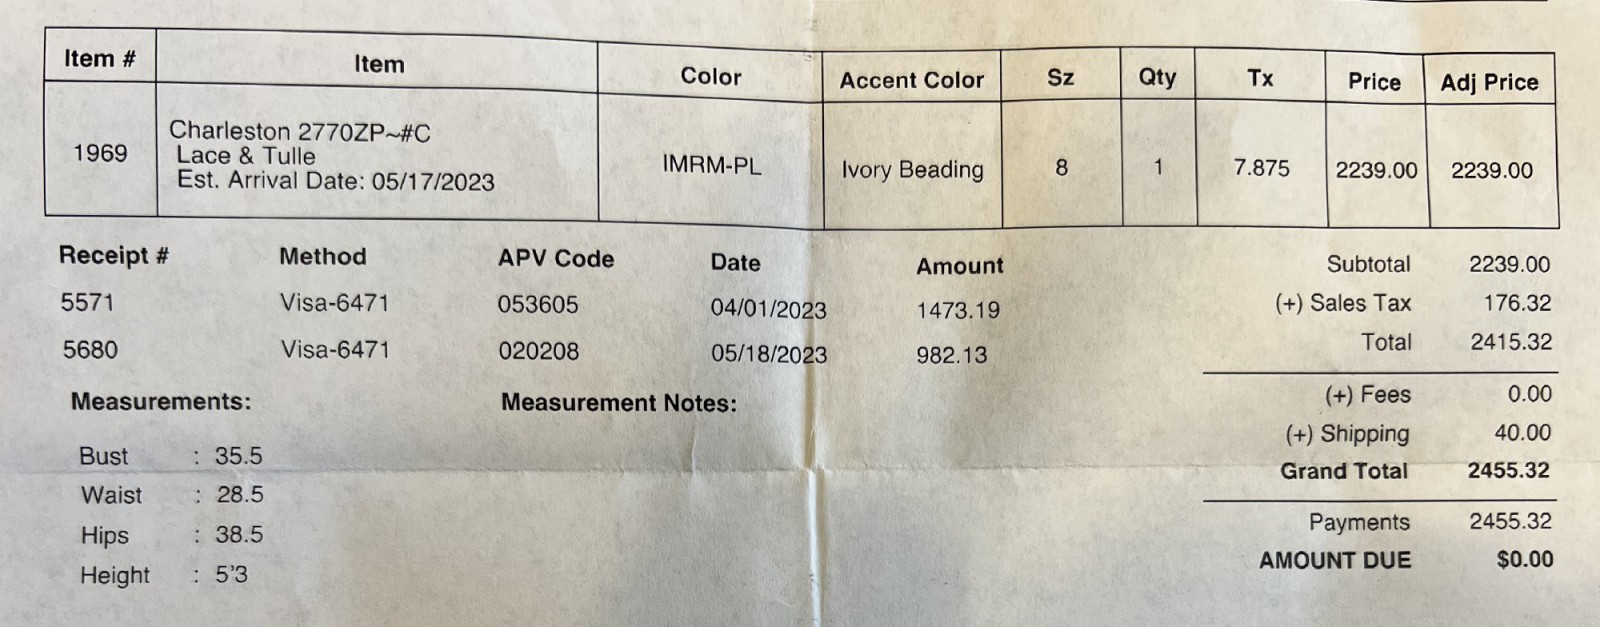 Item # Item Color Accent Color Sz Qty Tx Price Adj Price
1969 Charleston 2770ZP~#C IMRM-PL Ivory Beading 8 1 7.875 2239.00 2239.00
Lace & Tulle
Est. Arrival Date: 05/17/2023
Receipt # Method APV Code Date Amount
5571 Visa-6471 053605 04/01/2023 1473.19
5680 Visa-6471 020208 05/18/2023 982.13
Subtotal 2239.00
(+) Sales Tax 176.32
Total 2415.32
(+) Fees 0.00
(+) Shipping 40.00
Grand Total 2455.32
Payments 2455.32
AMOUNT DUE $0.00
Measurements: Measurement Notes:
Bust : 35.5
Waist : 28.5
Hips : 38.5
Height : 5'3